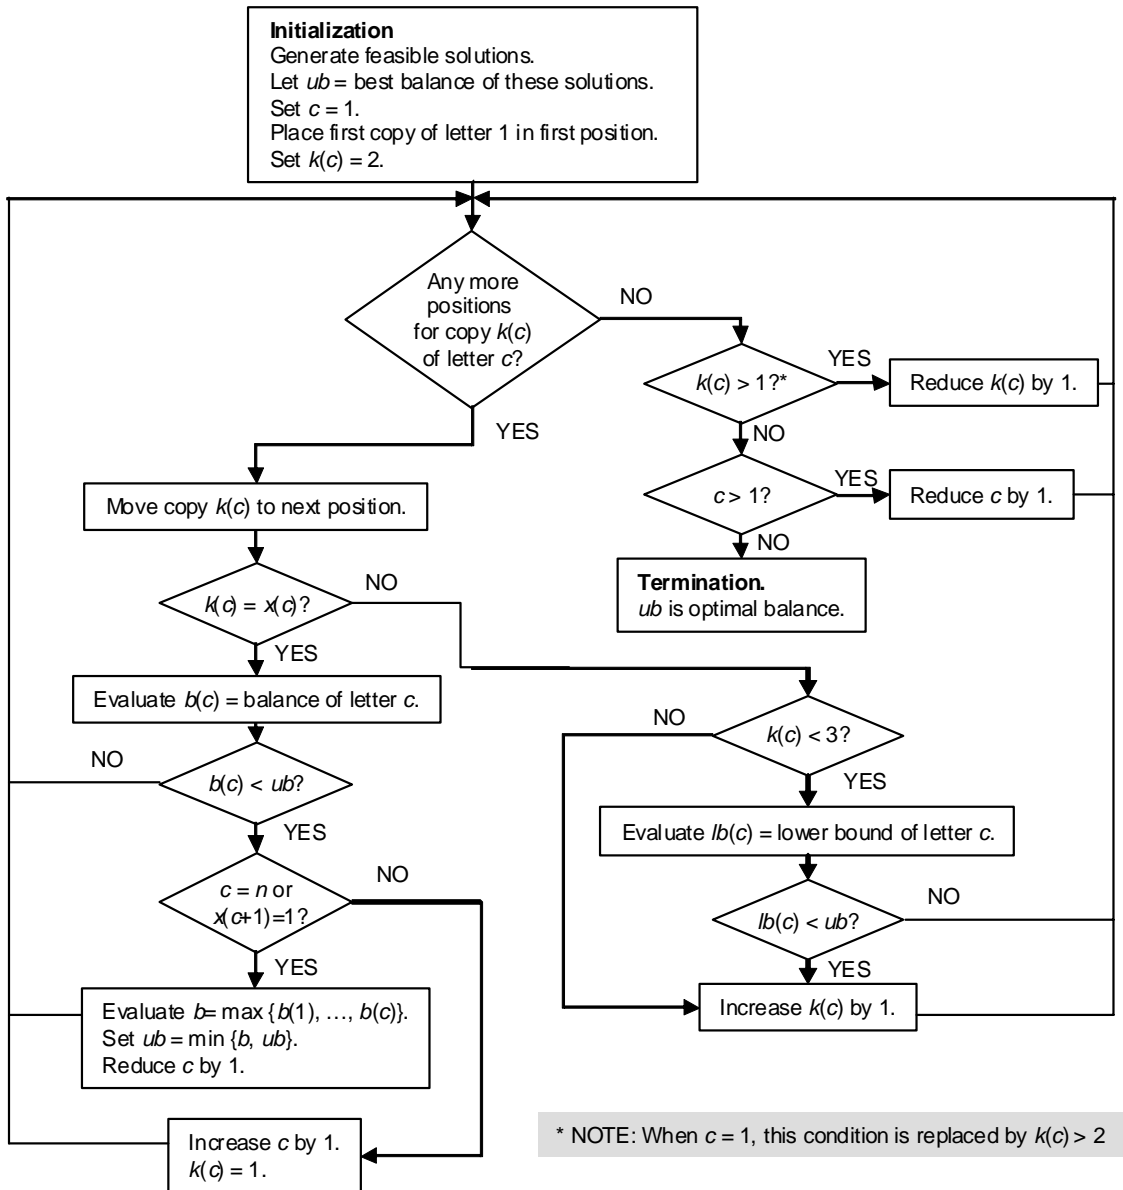 Initialization
Generate feasible solutions.
Let ub = best balance of these solutions.
Set c = 1.
Place first copy of letter 1 in first position.
Set k(c) = 2.
Any more
positions
for copy k(c)
of letter c?
NO
YES
k(c) > 1?*
YES
Reduce k(c) by 1.
NO
c > 1?
YES
Reduce c by 1.
NO
Termination.
ub is optimal balance.
Move copy k(c) to next position.
k(c) = x(c)?
NO
YES
Evaluate b(c) = balance of letter c.
b(c) < ub?
NO
YES
c = n or
x(c+1)=1?
NO
YES
Evaluate b= max {b(1), …, b(c)}.
Set ub = min {b, ub}.
Reduce c by 1.
Increase c by 1.
k(c) = 1.
k(c) < 3?
NO
YES
Evaluate lb(c) = lower bound of letter c.
lb(c) < ub?
NO
YES
Increase k(c) by 1.
* NOTE: When c = 1, this condition is replaced by k(c) > 2